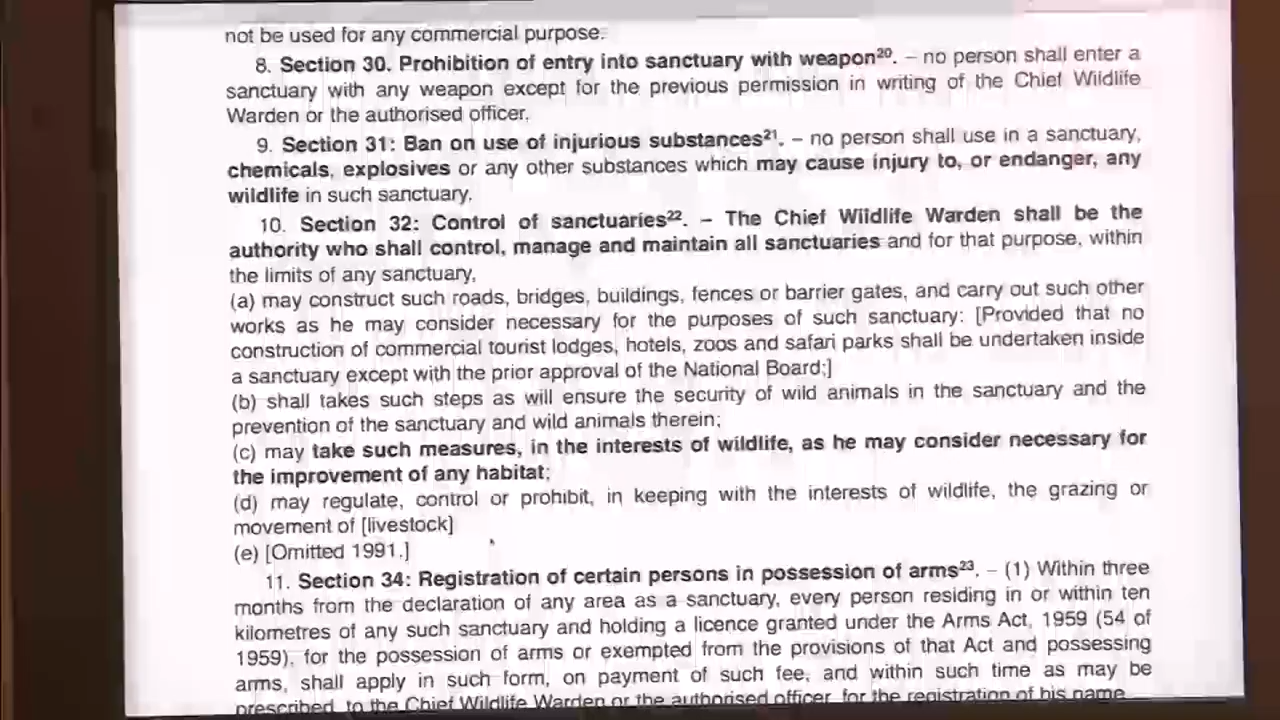 not be used for any commercial purpose.
8. Section 30. Prohibition of entry into sanctuary with weapon²⁰. – no person shall enter a
sanctuary with any weapon except for the previous permission in writing of the Chief Wildlife
Warden or the authorised officer.
9. Section 31: Ban on use of injurious substances²¹. – no person shall use in a sanctuary,
chemicals, explosives or any other substances which may cause injury to, or endanger, any
wildlife in such sanctuary.
10. Section 32: Control of sanctuaries²². – The Chief Wildlife Warden shall be the
authority who shall control, manage and maintain all sanctuaries and for that purpose, within
the limits of any sanctuary,
(a) may construct such roads, bridges, buildings, fences or barrier gates, and carry out such other
works as he may consider necessary for the purposes of such sanctuary: [Provided that no
construction of commercial tourist lodges, hotels, zoos and safari parks shall be undertaken inside
a sanctuary except with the prior approval of the National Board;]
(b) shall takes such steps as will ensure the security of wild animals in the sanctuary and the
prevention of the sanctuary and wild animals therein;
(c) may take such measures, in the interests of wildlife, as he may consider necessary for
the improvement of any habitat;
(d) may regulate, control or prohibit, in keeping with the interests of wildlife, the grazing or
movement of [livestock]
(e) [Omitted 1991.]
11. Section 34: Registration of certain persons in possession of arms²³. – (1) Within three
months from the declaration of any area as a sanctuary, every person residing in or within ten
kilometres of any such sanctuary and holding a licence granted under the Arms Act, 1959 (54 of
1959), for the possession of arms or exempted from the provisions of that Act and possessing
arms, shall apply in such form, on payment of such fee, and within such time as may be
prescribed, to the Chief Wildlife Warden or the authorised officer, for the registration of his name